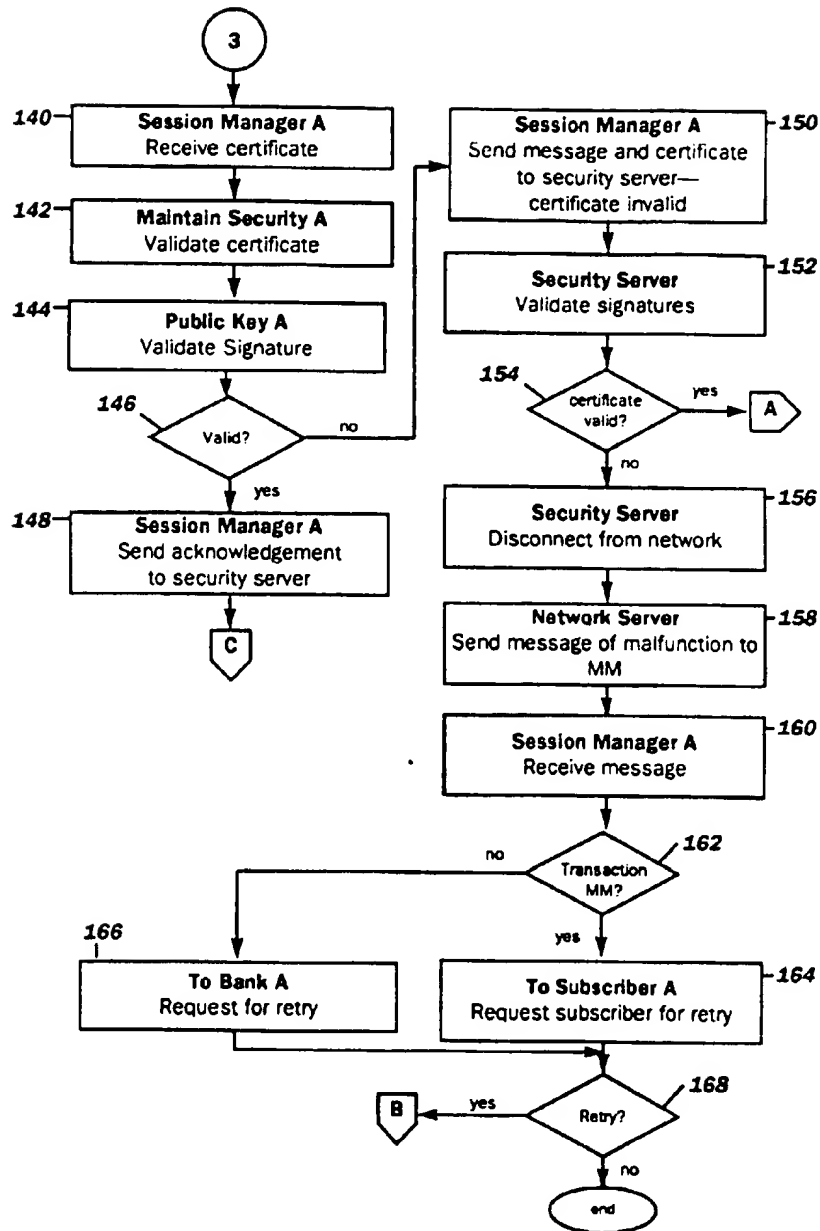 3
140
Session Manager A
Receive certificate
142
Maintain Security A
Validate certificate
144
Public Key A
Validate Signature
146
Valid?
no
yes
148
Session Manager A
Send acknowledgement
to security server
C
Session Manager A
Send message and certificate
to security server—
certificate invalid
150
Security Server
Validate signatures
152
154
certificate
valid?
yes
A
no
Security Server
Disconnect from network
156
Network Server
Send message of malfunction to
MM
158
Session Manager A
Receive message
160
Transaction
MM?
162
no
yes
166
To Bank A
Request for retry
To Subscriber A
Request subscriber for retry
164
Retry?
168
yes
B
no
end